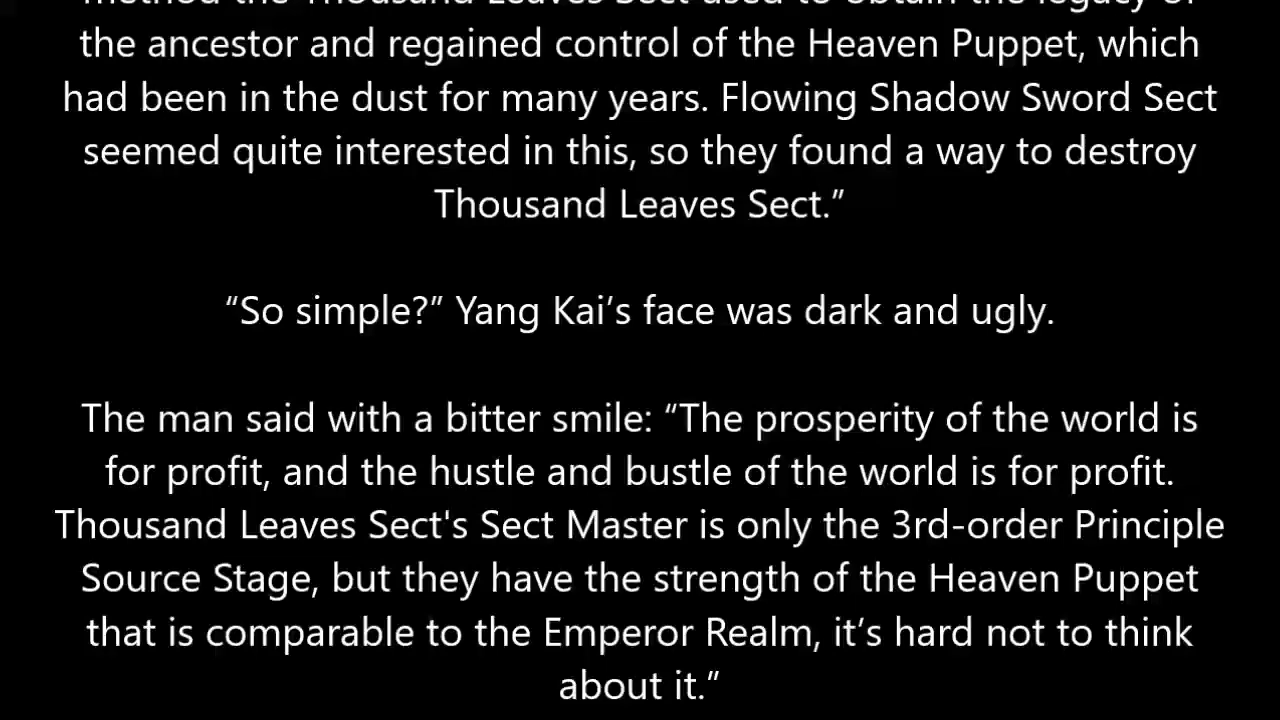 method the Thousand Leaves Sect used to obtain the legacy of
the ancestor and regained control of the Heaven Puppet, which
had been in the dust for many years. Flowing Shadow Sword Sect
seemed quite interested in this, so they found a way to destroy
Thousand Leaves Sect.”
“So simple?” Yang Kai’s face was dark and ugly.
The man said with a bitter smile: “The prosperity of the world is
for profit, and the hustle and bustle of the world is for profit.
Thousand Leaves Sect's Sect Master is only the 3rd-order Principle
Source Stage, but they have the strength of the Heaven Puppet
that is comparable to the Emperor Realm, it’s hard not to think
about it.”